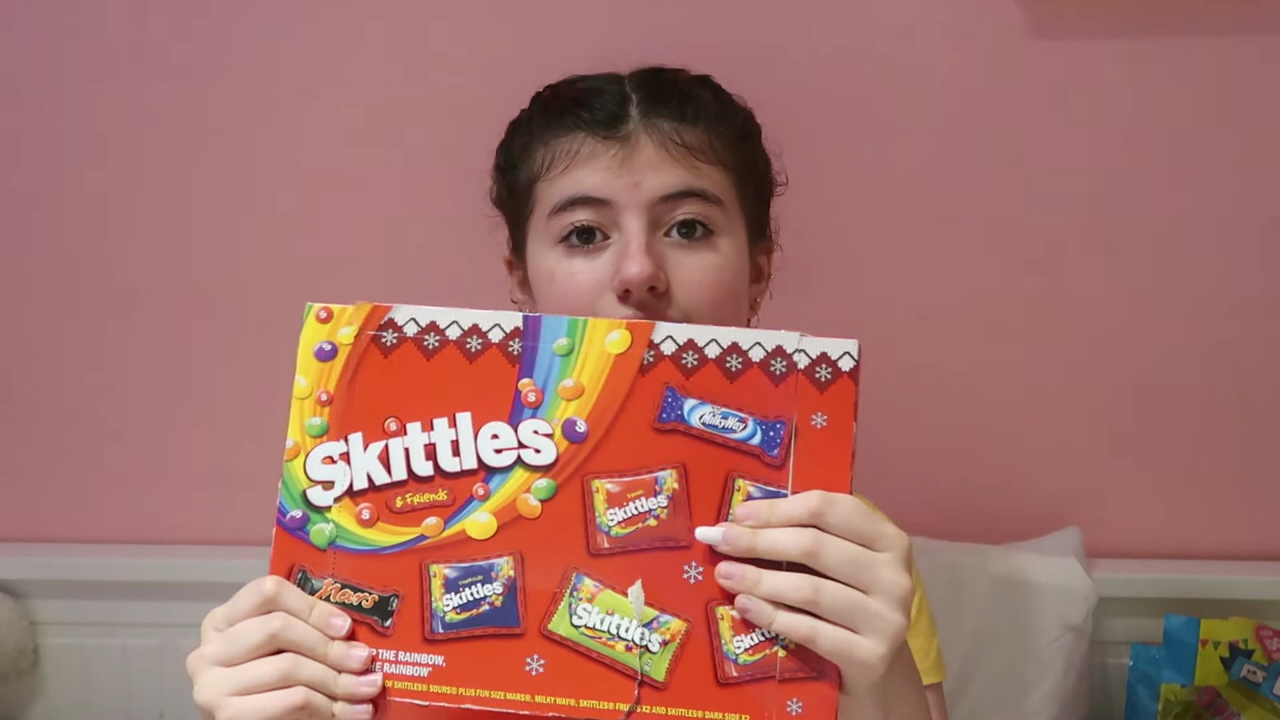 Skittles
& Friends
MilkyWay
Skittles
Mars
Skittles
Skittles
Skittles
THE RAINBOW,
HE RAINBOW"
OF SKITTLES® SOURS® PLUS FUN SIZE MARS®, MILKY WAY®, SKITTLES® FRUITS X2 AND SKITTLES® DARK SIDE X2